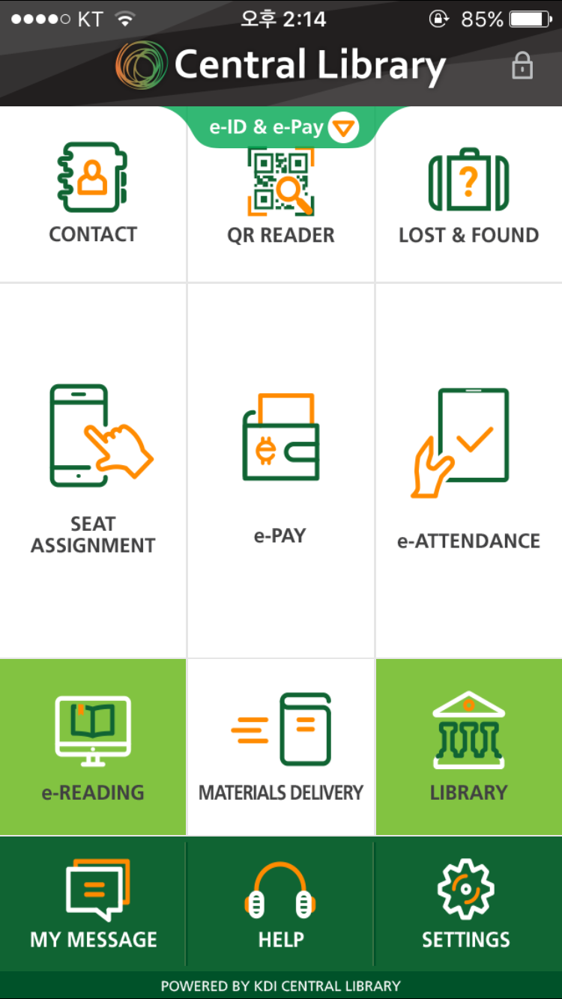 KT 오후 2:14 85%
Central Library
e-ID & e-Pay
CONTACT
QR READER
LOST & FOUND
?
SEAT
ASSIGNMENT
e-PAY
e-ATTENDANCE
e-READING
MATERIALS DELIVERY
LIBRARY
MY MESSAGE
HELP
SETTINGS
POWERED BY KDI CENTRAL LIBRARY